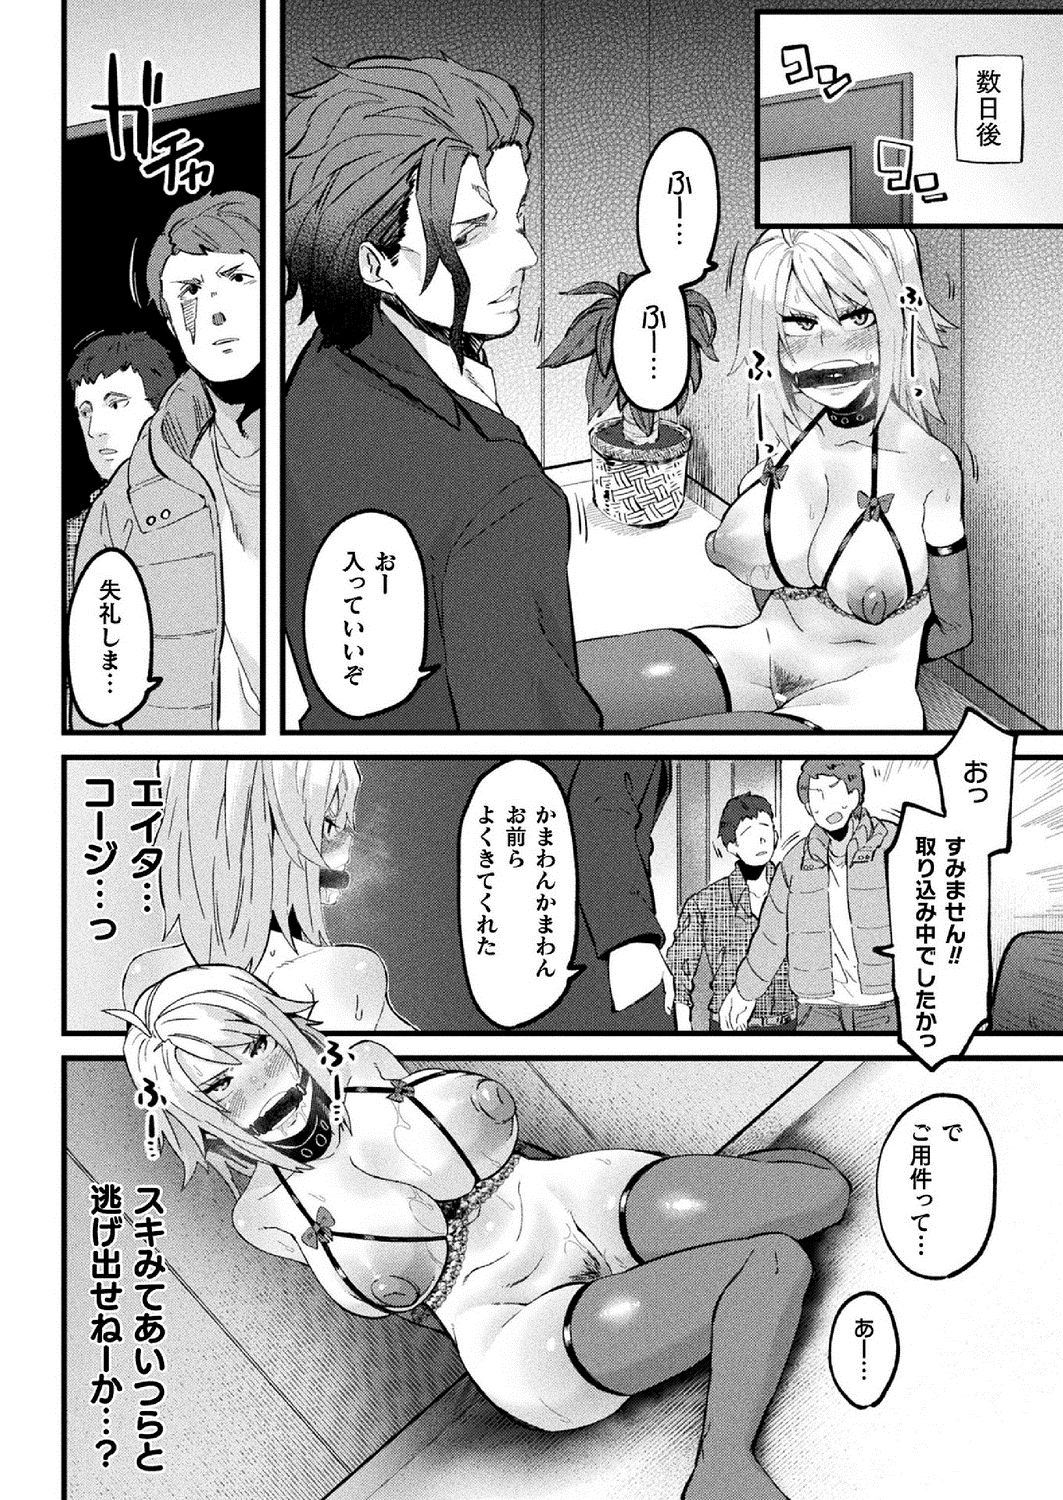 数日後
コン
コン
ふー…
ふー…
ふー
ふー
おー
入っていいぞ
ガチャ
失礼しま…
おっ
すみません!!
取り込み中でしたかっ
かまわんかまわん
お前ら
よくきてくれた
エイタ…
コージ…っ
で
ご用件って…
あー…
ふー
ふー
スキみてあいつらと
逃げ出せねーか…?